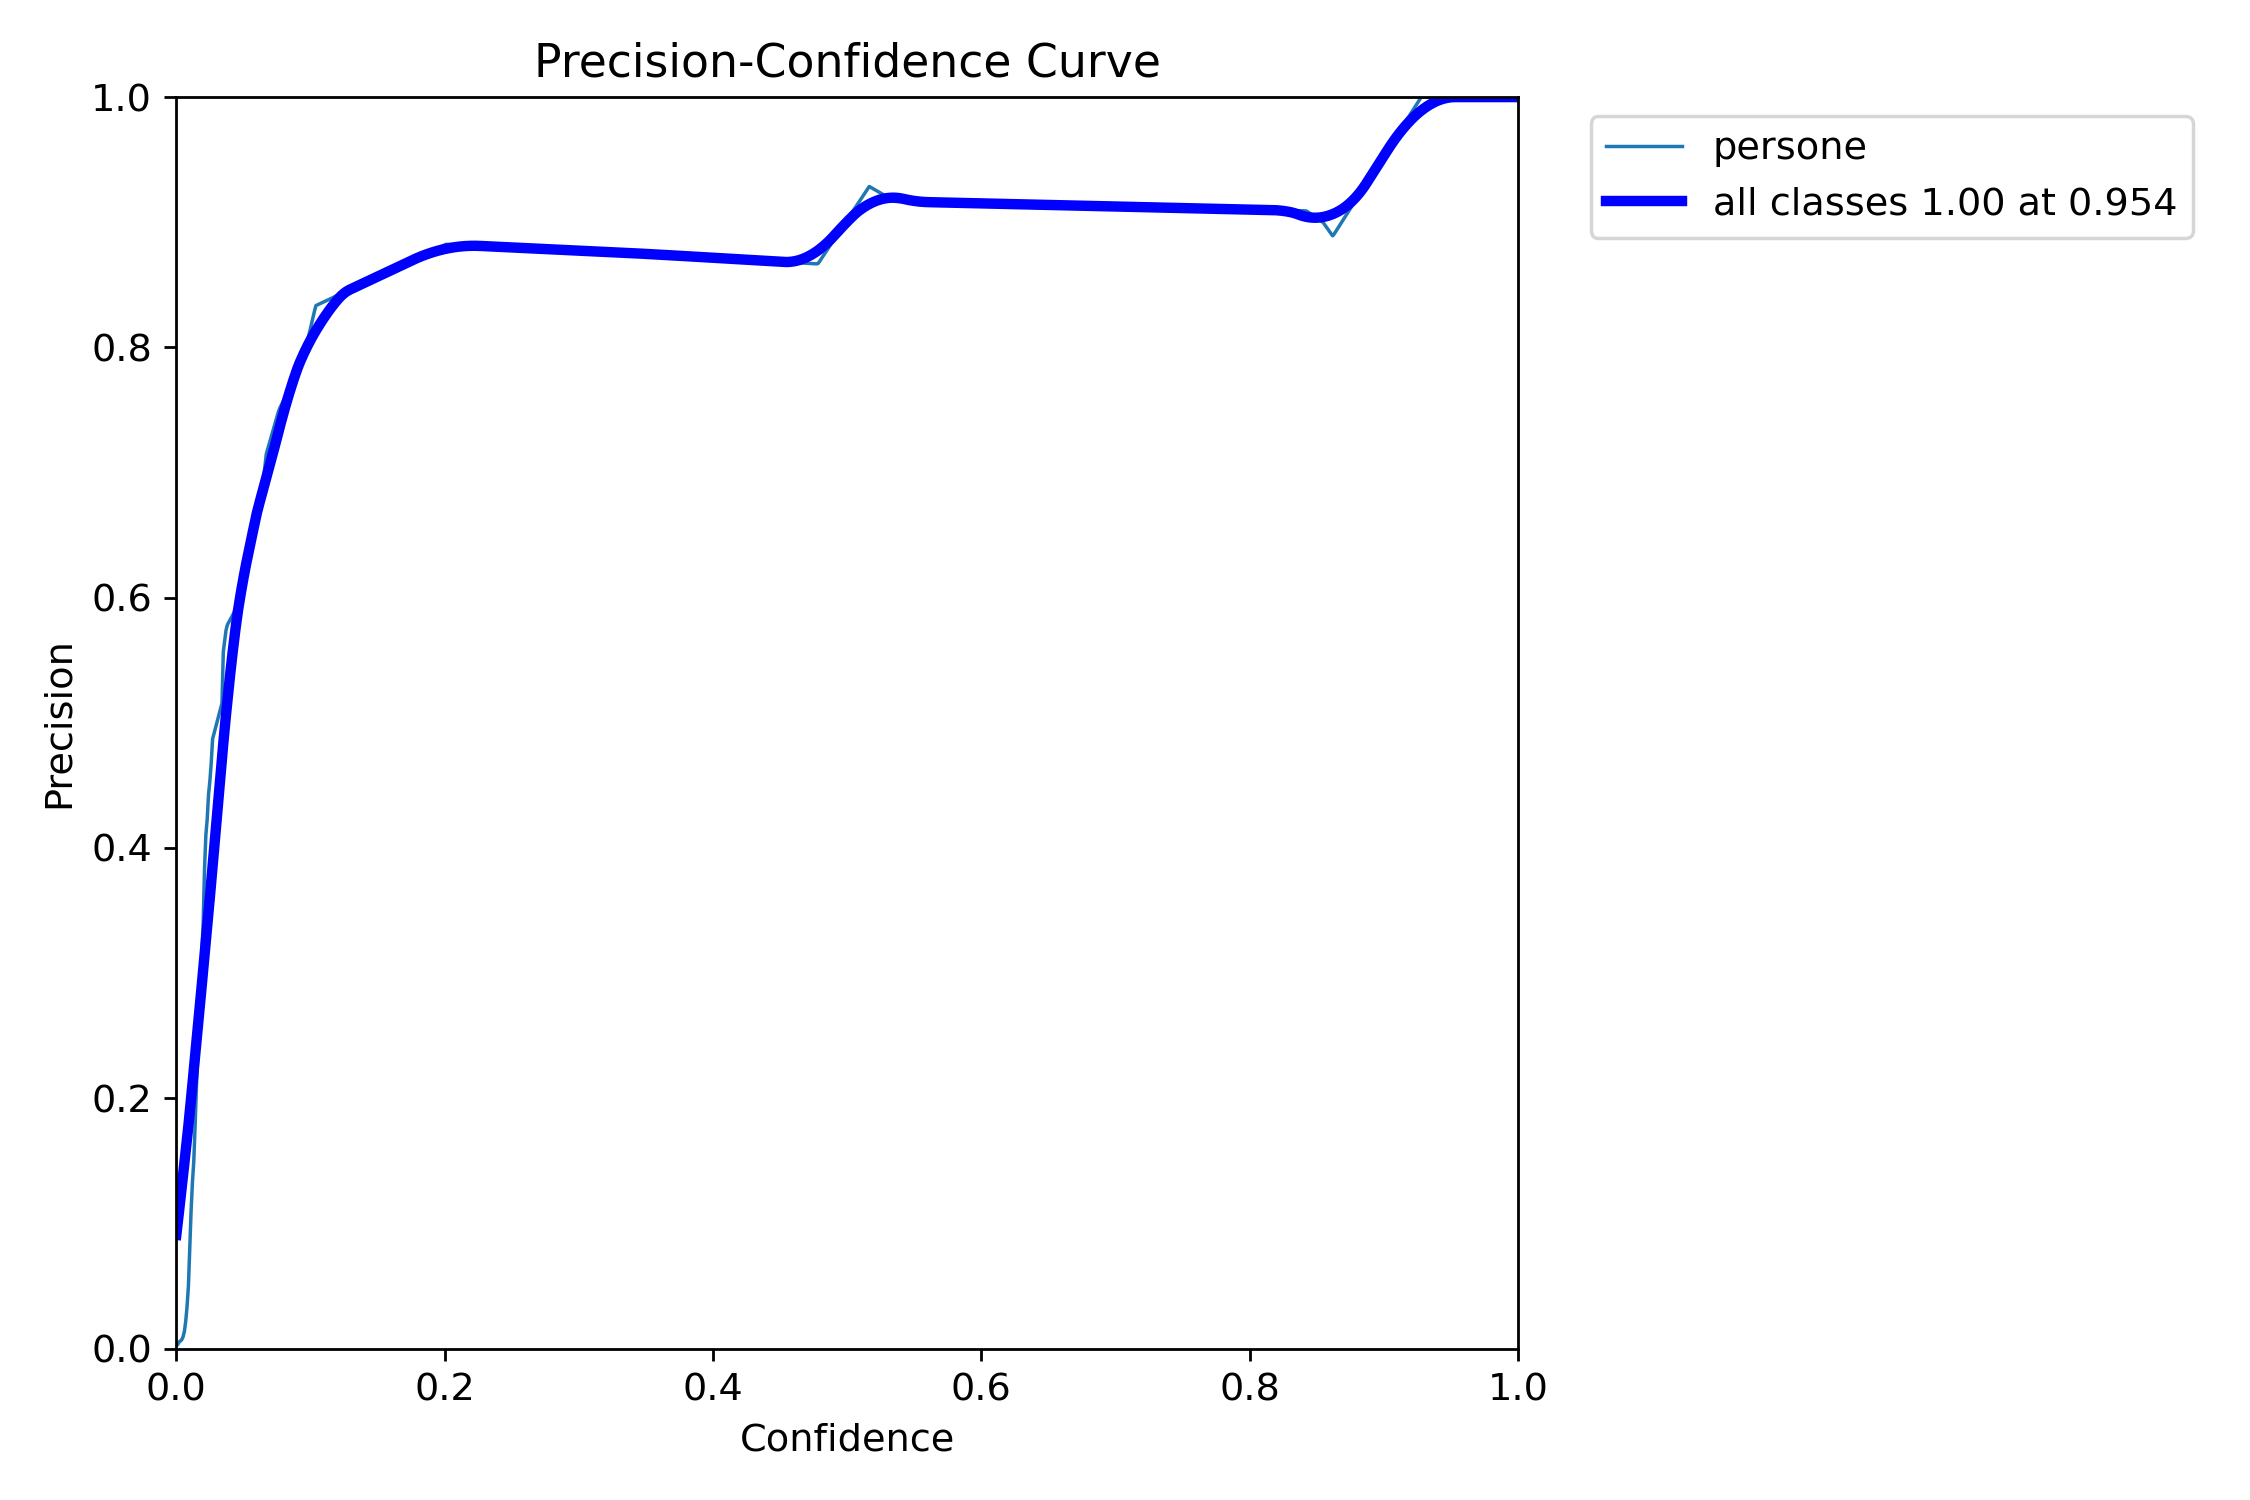 Precision-Confidence Curve
1.0
0.8
0.6
0.4
0.2
0.0
Precision
0.0 0.2 0.4 0.6 0.8 1.0
Confidence
persone
all classes 1.00 at 0.954